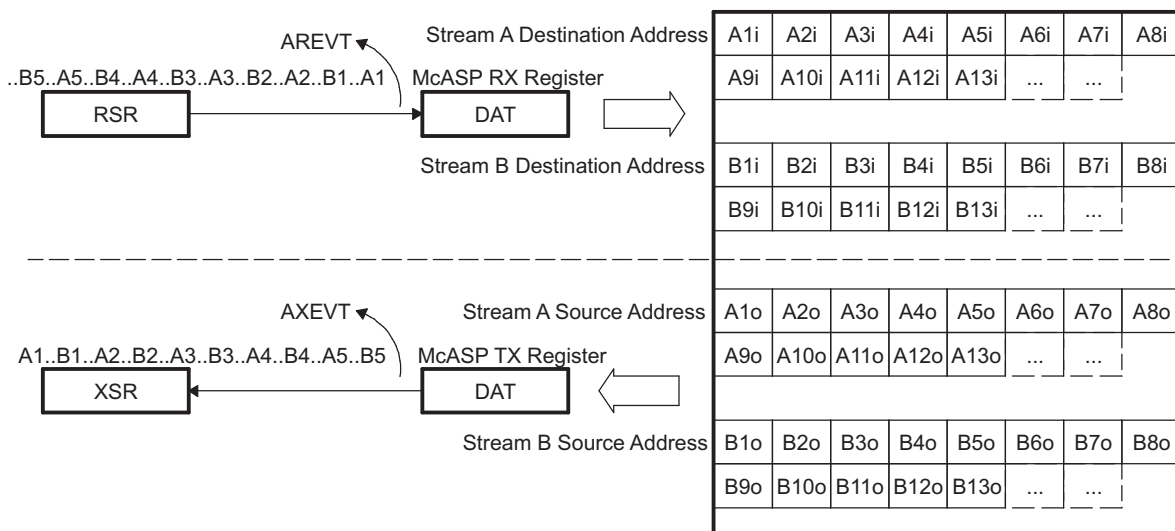 Stream A Destination Address A1i A2i A3i A4i A5i A6i A7i A8i
AREVT
..B5..A5..B4..A4..B3..A3..B2..A2..B1..A1 McASP RX Register A9i A10i A11i A12i A13i ... ...
RSR DAT
Stream B Destination Address B1i B2i B3i B4i B5i B6i B7i B8i
B9i B10i B11i B12i B13i ... ...
Stream A Source Address A1o A2o A3o A4o A5o A6o A7o A8o
AXEVT
A1..B1..A2..B2..A3..B3..A4..B4..A5..B5 McASP TX Register A9o A10o A11o A12o A13o ... ...
XSR DAT
Stream B Source Address B1o B2o B3o B4o B5o B6o B7o B8o
B9o B10o B11o B12o B13o ... ...